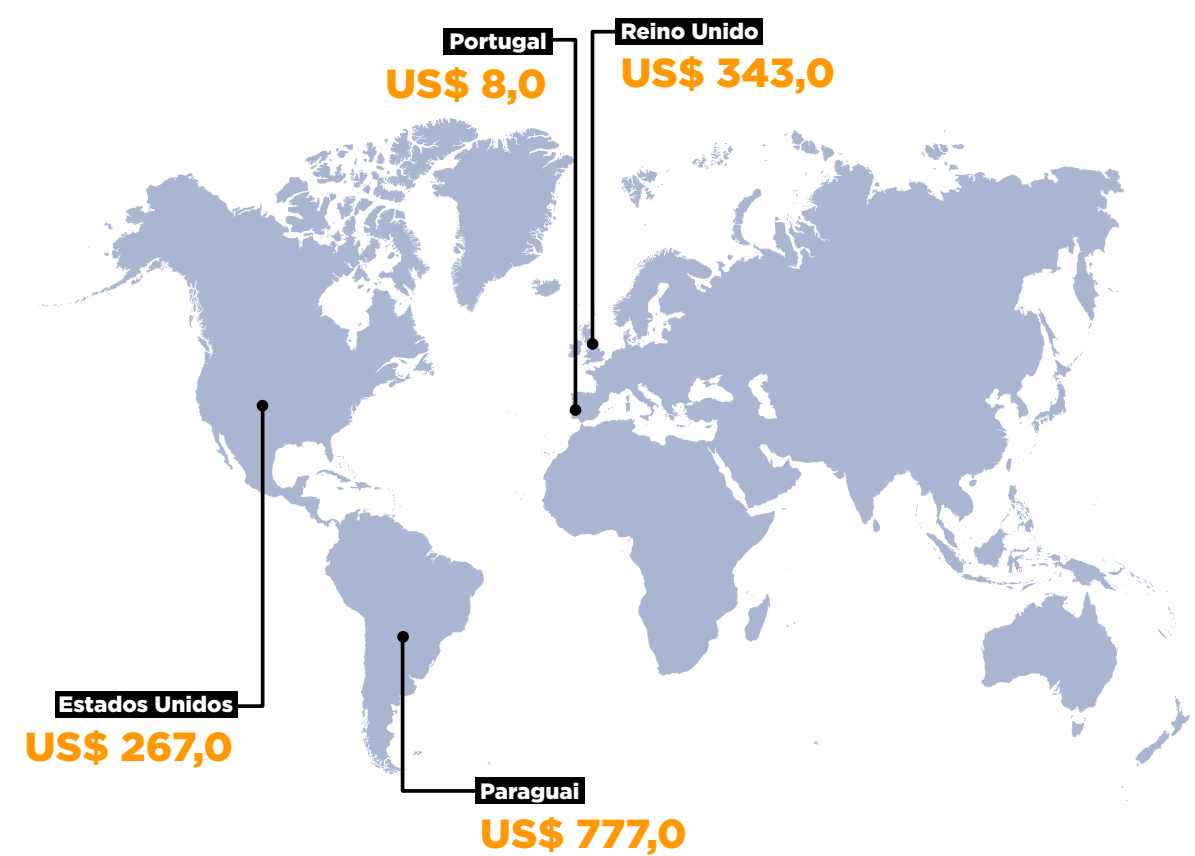 Portugal
US$ 8,0
Reino Unido
US$ 343,0
Estados Unidos
US$ 267,0
Paraguai
US$ 777,0